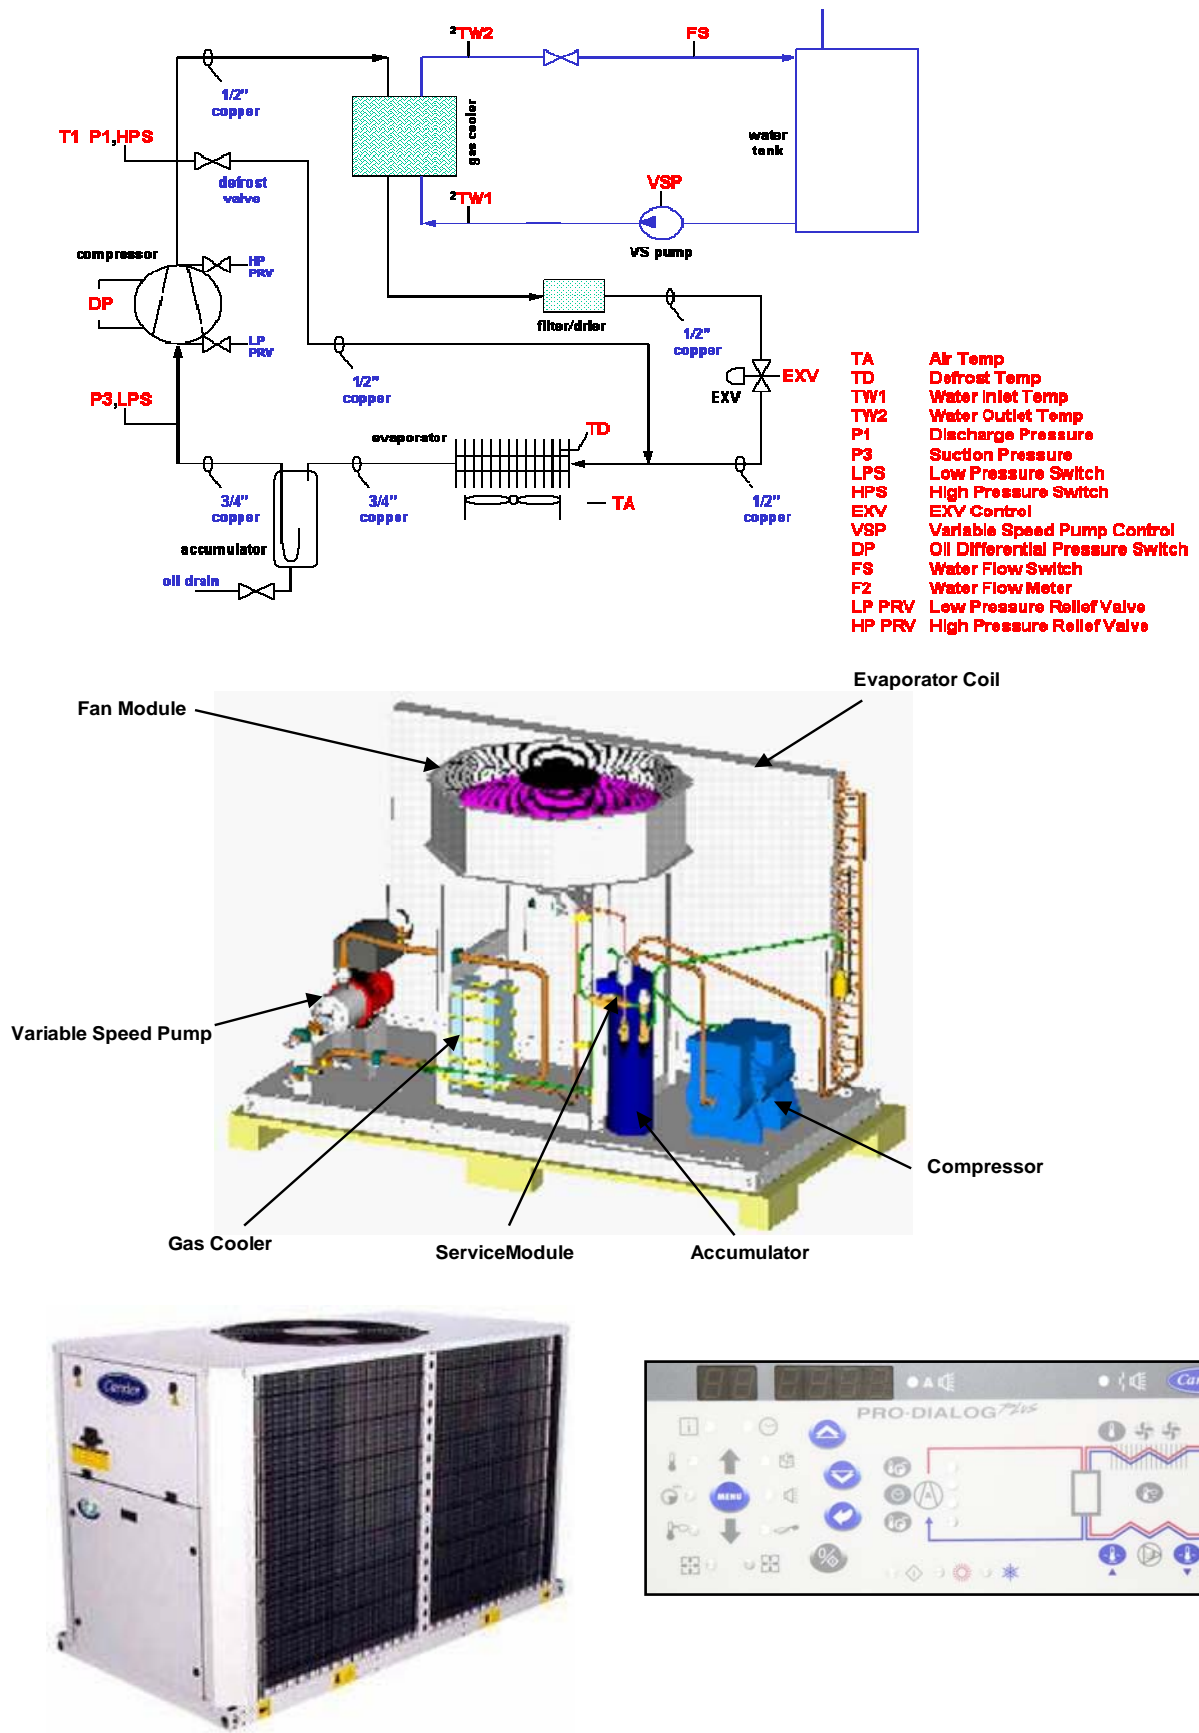 ²TW2
FS
1/2"
copper
gas cooler
water
tank
T1 P1,HPS
defrost
valve
²TW1
VSP
VS pump
compressor
HP
PRV
DP
LP
PRV
filter/drier
1/2"
copper
1/2"
copper
EXV
EXV
P3,LPS
evaporator
TD
TA
3/4"
copper
3/4"
copper
1/2"
copper
accumulator
oil drain
TA Air Temp
TD Defrost Temp
TW1 Water Inlet Temp
TW2 Water Outlet Temp
P1 Discharge Pressure
P3 Suction Pressure
LPS Low Pressure Switch
HPS High Pressure Switch
EXV EXV Control
VSP Variable Speed Pump Control
DP Oil Differential Pressure Switch
FS Water Flow Switch
F2 Water Flow Meter
LP PRV Low Pressure Relief Valve
HP PRV High Pressure Relief Valve
Evaporator Coil
Fan Module
Variable Speed Pump
Compressor
Gas Cooler
ServiceModule
Accumulator
Carrier
A
Car
PRO-DIALOG PLUS
MENU